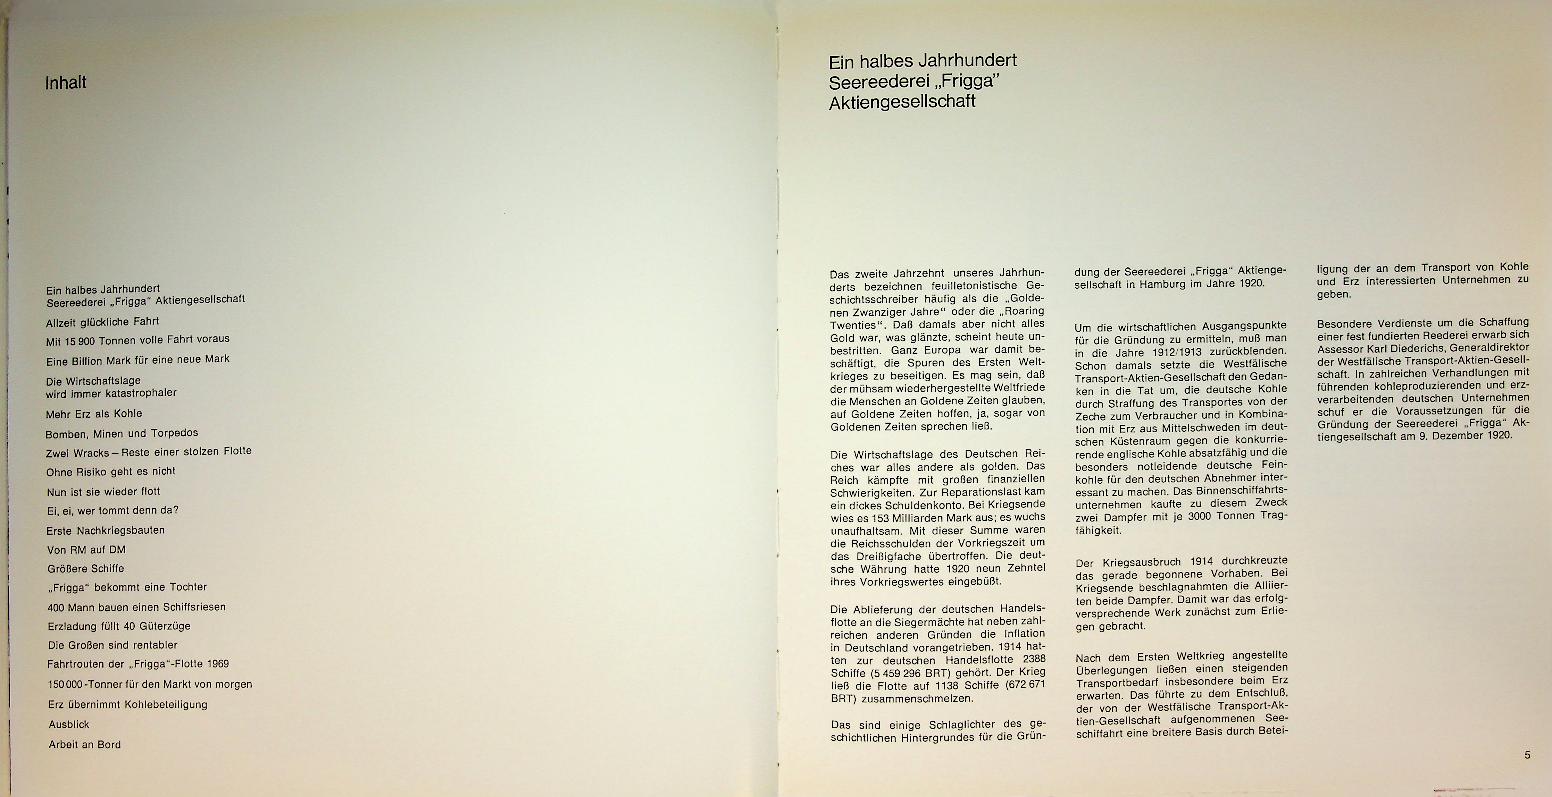 Inhalt
Ein halbes Jahrhundert
Seereederei „Frigga“ Aktiengesellschaft
Allzeit glückliche Fahrt
Mit 15 900 Tonnen volle Fahrt voraus
Eine Billion Mark für eine neue Mark
Die Wirtschaftslage
wird immer katastrophaler
Mehr Erz als Kohle
Bomben, Minen und Torpedos
Zwei Wracks – Reste einer stolzen Flotte
Ohne Risiko geht es nicht
Nun ist sie wieder flott
Ei, ei, wer tommt denn da?
Erste Nachkriegsbauten
Von RM auf DM
Größere Schiffe
„Frigga“ bekommt eine Tochter
400 Mann bauen einen Schiffsriesen
Erzladung füllt 40 Güterzüge
Die Großen sind rentabler
Fahrtrouten der „Frigga“-Flotte 1969
150 000-Tonner für den Markt von morgen
Erz übernimmt Kohlebeteiligung
Ausblick
Arbeit an Bord
Ein halbes Jahrhundert
Seereederei „Frigga“
Aktiengesellschaft
Das zweite Jahrzehnt unseres Jahrhun-
derts bezeichnen feuilletonistische Ge-
schichtsschreiber häufig als die „Golde-
nen Zwanziger Jahre“ oder die „Roaring
Twenties“. Daß damals aber nicht alles
Gold war, was glänzte, scheint heute un-
bestritten. Ganz Europa war damit be-
schäftigt, die Spuren des Ersten Welt-
krieges zu beseitigen. Es mag sein, daß
der mühsam wiederhergestellte Weltfriede
die Menschen an Goldene Zeiten glauben,
auf Goldene Zeiten hoffen, ja, sogar von
Goldenen Zeiten sprechen ließ.
Die Wirtschaftslage des Deutschen Rei-
ches war alles andere als golden. Das
Reich kämpfte mit großen finanziellen
Schwierigkeiten. Zur Reparationslast kam
ein dickes Schuldenkonto. Bei Kriegsende
wies es 153 Milliarden Mark aus; es wuchs
unaufhaltsam. Mit dieser Summe waren
die Reichsschulden der Vorkriegszeit um
das Dreißigfache übertroffen. Die deut-
sche Währung hatte 1920 neun Zehntel
ihres Vorkriegswertes eingebüßt.
Die Ablieferung der deutschen Handels-
flotte an die Siegermächte hat neben zahl-
reichen anderen Gründen die Inflation
in Deutschland vorangetrieben. 1914 hat-
ten zur deutschen Handelsflotte 2388
Schiffe (5 459 296 BRT) gehört. Der Krieg
ließ die Flotte auf 1138 Schiffe (672 671
BRT) zusammenschmelzen.
Das sind einige Schlaglichter des ge-
schichtlichen Hintergrundes für die Grün-
dung der Seereederei „Frigga“ Aktienge-
sellschaft in Hamburg im Jahre 1920.
Um die wirtschaftlichen Ausgangspunkte
für die Gründung zu ermitteln, muß man
in die Jahre 1912/1913 zurückblenden.
Schon damals setzte die Westfälische
Transport-Aktien-Gesellschaft den Gedan-
ken in die Tat um, die deutsche Kohle
durch Straffung des Transportes von der
Zeche zum Verbraucher und in Kombina-
tion mit Erz aus Mittelschweden im deut-
schen Küstenraum gegen die konkurrie-
rende englische Kohle absatzfähig und die
besonders notleidende deutsche Fein-
kohle für den deutschen Abnehmer inter-
essant zu machen. Das Binnenschiffahrts-
unternehmen kaufte zu diesem Zweck
zwei Dampfer mit je 3000 Tonnen Trag-
fähigkeit.
Der Kriegsausbruch 1914 durchkreuzte
das gerade begonnene Vorhaben. Bei
Kriegsende beschlagnahmten die Alliier-
ten beide Dampfer. Damit war das erfolg-
versprechende Werk zunächst zum Erlie-
gen gebracht.
Nach dem Ersten Weltkrieg angestellte
Überlegungen ließen einen steigenden
Transportbedarf insbesondere beim Erz
erwarten. Das führte zu dem Entschluß,
der von der Westfälische Transport-Ak-
tien-Gesellschaft aufgenommenen See-
schiffahrt eine breitere Basis durch Betei-
ligung der an dem Transport von Kohle
und Erz interessierten Unternehmen zu
geben.
Besondere Verdienste um die Schaffung
einer fest fundierten Reederei erwarb sich
Assessor Karl Diederichs, Generaldirektor
der Westfälische Transport-Aktien-Gesell-
schaft. In zahlreichen Verhandlungen mit
führenden kohleproduzierenden und erz-
verarbeitenden deutschen Unternehmen
schuf er die Voraussetzungen für die
Gründung der Seereederei „Frigga“ Ak-
tiengesellschaft am 9. Dezember 1920.
5